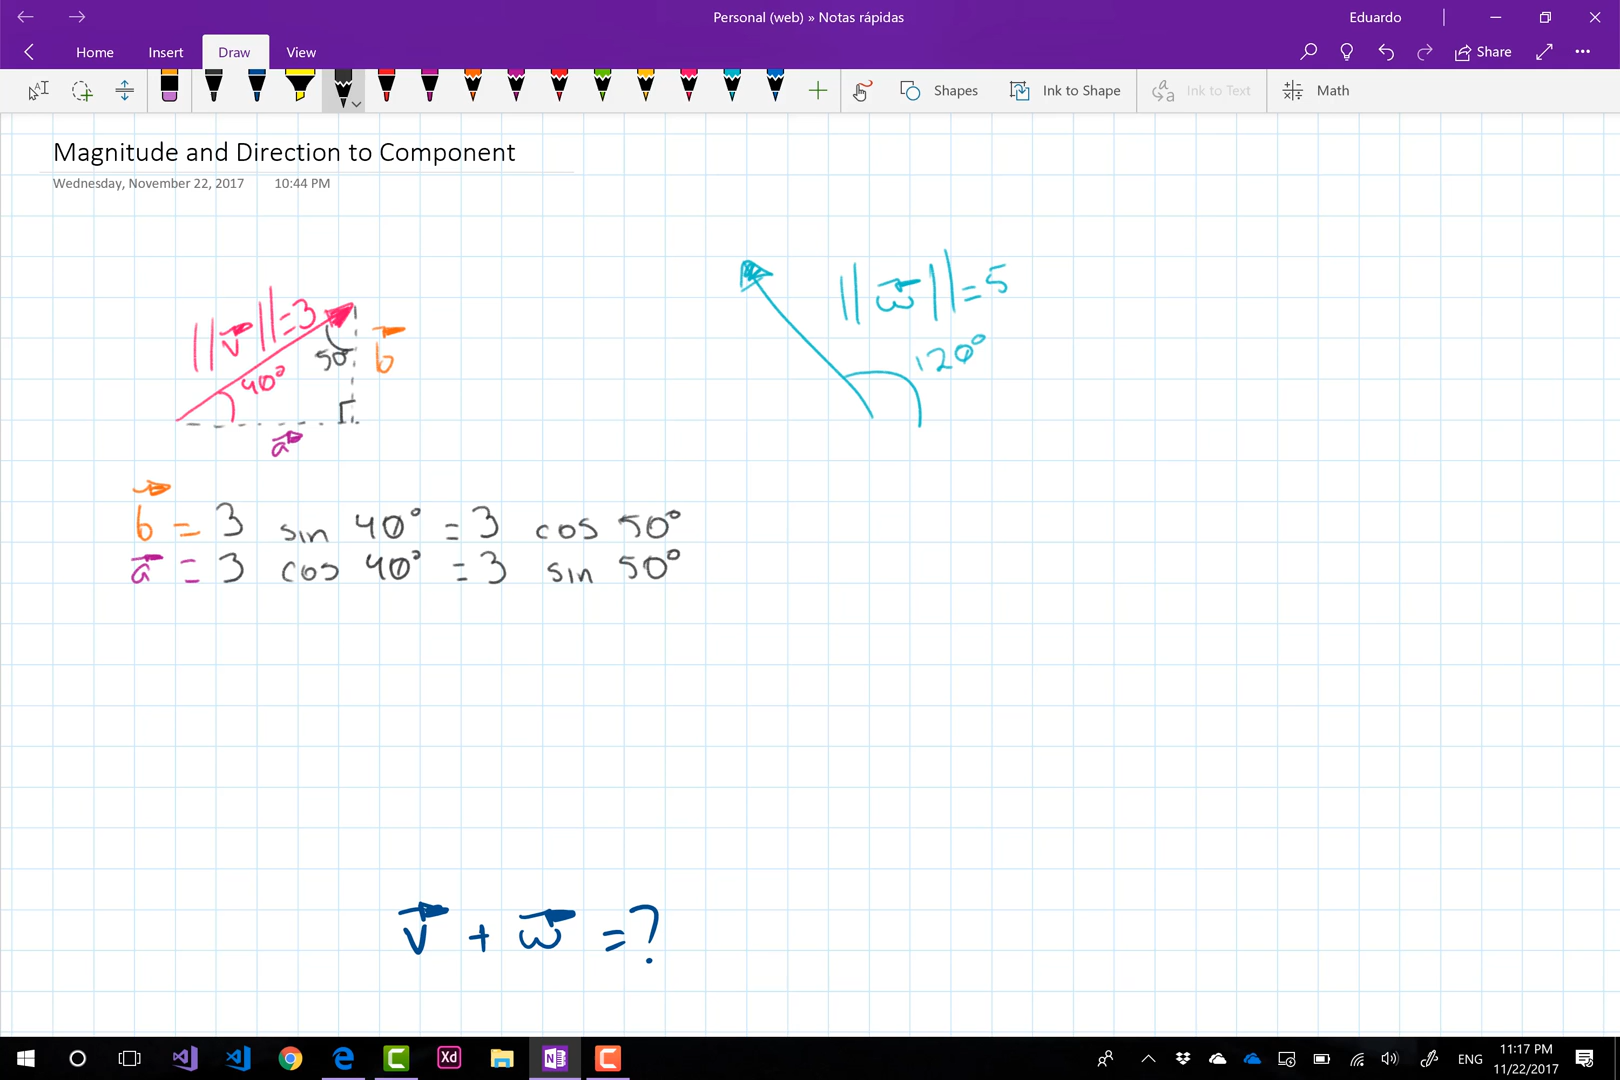 Personal (web) » Notas rápidas
Eduardo
Home Insert Draw View
Share
Shapes Ink to Shape Ink to Text Math
Magnitude and Direction to Component
Wednesday, November 22, 2017 10:44 PM
||v⃗||=3
40°
50°
b⃗
a⃗
||w⃗||=5
120°
b⃗ = 3 sin 40° = 3 cos 50°
a⃗ = 3 cos 40° = 3 sin 50°
v⃗ + w⃗ = ?
Xd
N
ENG
11:17 PM
11/22/2017